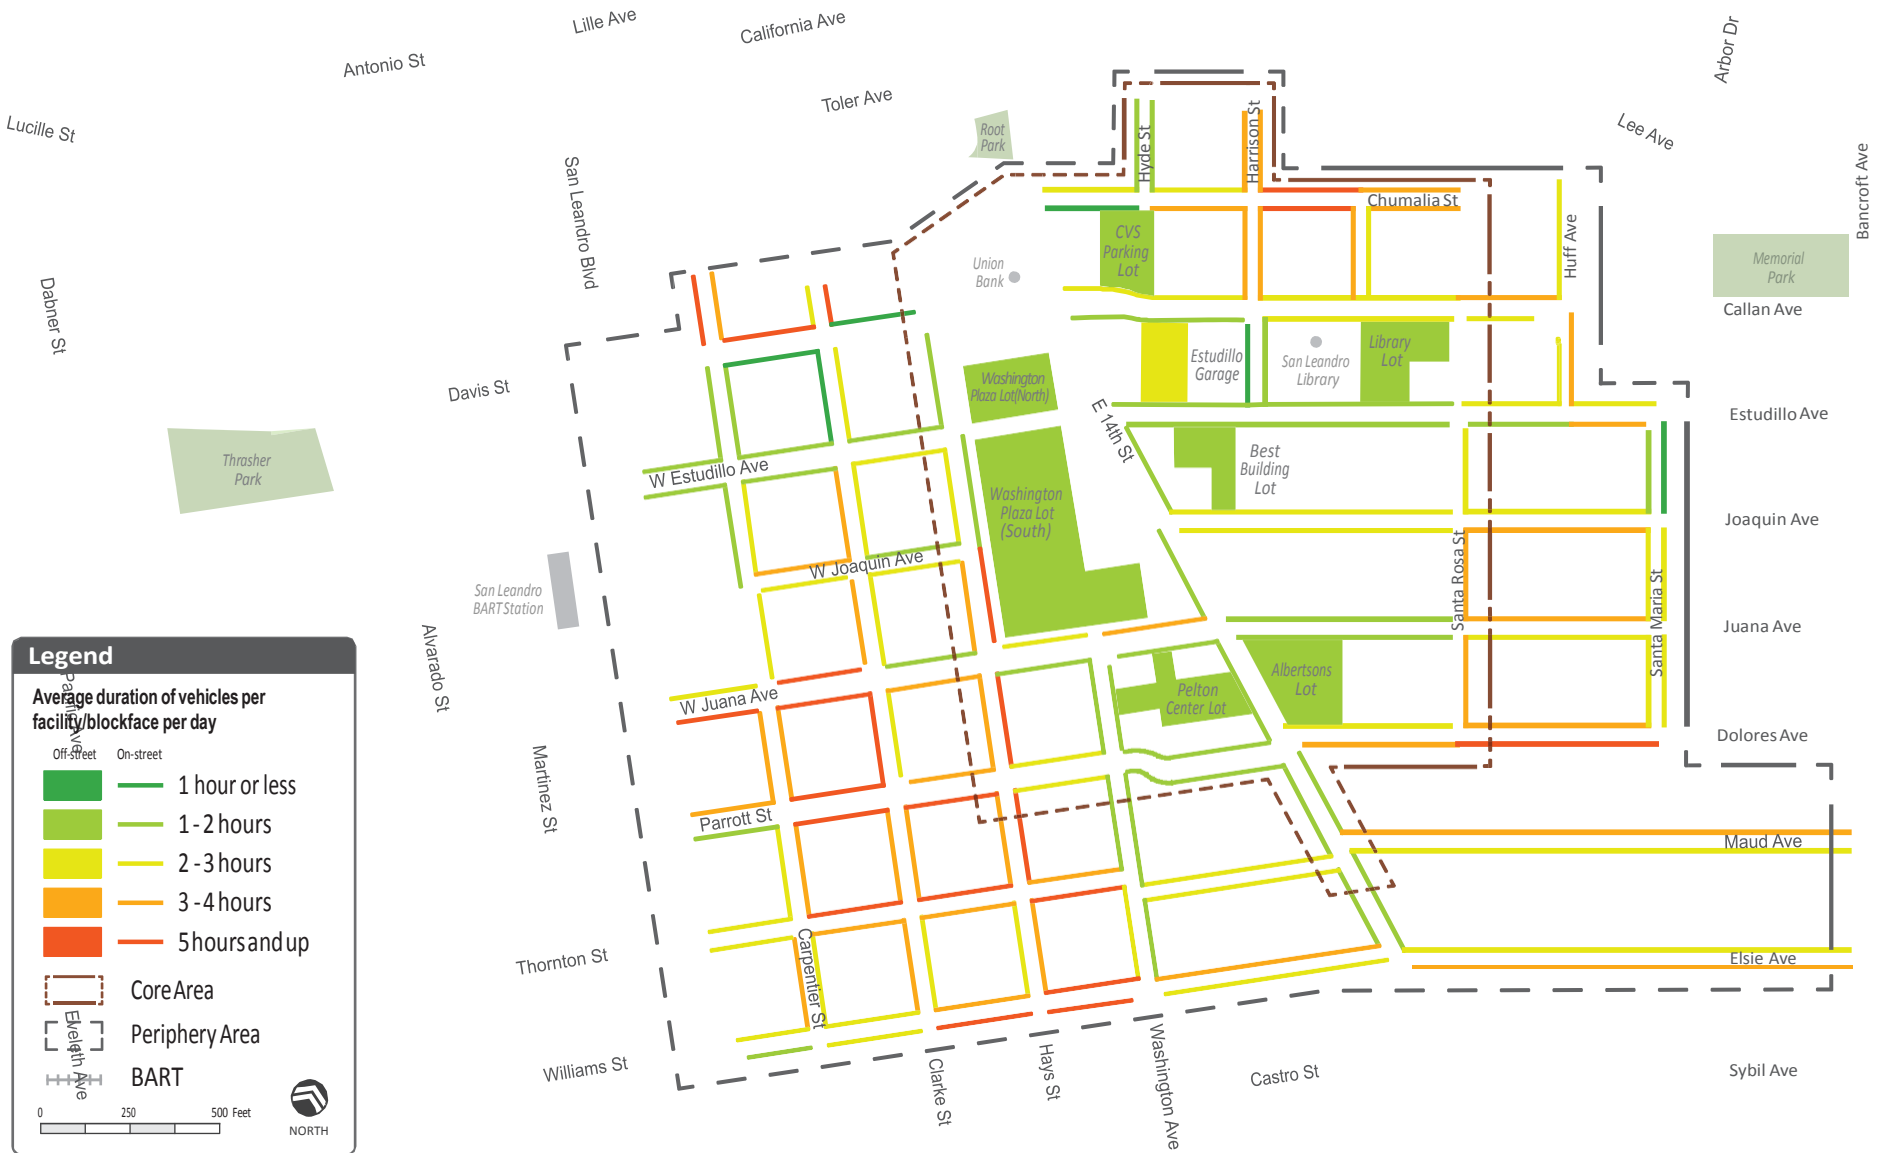 Lille Ave
California Ave
Antonio St
Toler Ave
Lucille St
Arbor Dr
Lee Ave
Bancroft Ave
Root
Park
Hyde St
Harrison St
Chumalia St
San Leandro Blvd
Huff Ave
CVS
Parking
Lot
Union
Bank
Memorial
Park
Dabner St
Callan Ave
Davis St
Washington
Plaza Lot(North)
Estudillo
Garage
San Leandro
Library
Library
Lot
E 14th St
Estudillo Ave
Thrasher
Park
W Estudillo Ave
Best
Building
Lot
Washington
Plaza Lot
(South)
Joaquin Ave
W Joaquin Ave
San Leandro
BART Station
Santa Rosa St
Santa Maria St
Juana Ave
Alvarado St
W Juana Ave
Pelton
Center Lot
Albertsons
Lot
Dolores Ave
Martinez St
Parrott St
Maud Ave
Thornton St
Carpentier St
Elsie Ave
Williams St
Clarke St
Hays St
Washington Ave
Castro St
Sybil Ave
Legend
Average duration of vehicles per
facility/blockface per day
Off-street On-street
1 hour or less
1 - 2 hours
2 - 3 hours
3 - 4 hours
5 hours and up
Core Area
Periphery Area
BART
Eveleth Ave
0 250 500 Feet
NORTH